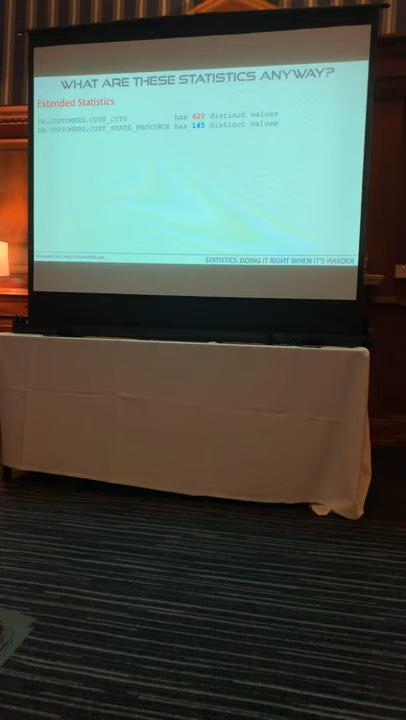 WHAT ARE THESE STATISTICS ANYWAY?
Extended Statistics
SH.CUSTOMERS.CUST_CITY has 620 distinct values
SH.CUSTOMERS.CUST_STATE_PROVINCE has 145 distinct values
STATISTICS. DOING IT RIGHT WHEN IT'S HARDER